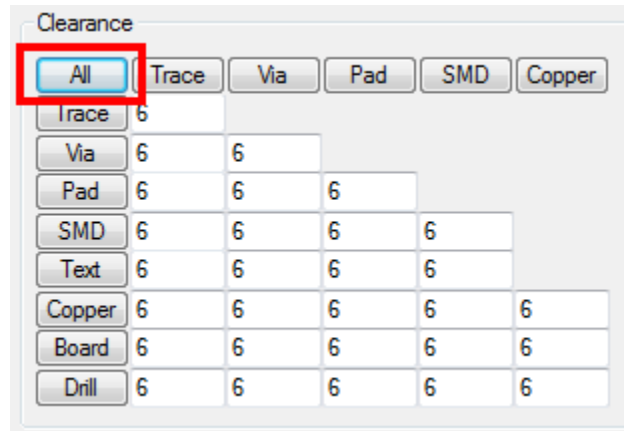 Clearance
All Trace Via Pad SMD Copper
Trace 6
Via 6 6
Pad 6 6 6
SMD 6 6 6 6
Text 6 6 6 6
Copper 6 6 6 6 6
Board 6 6 6 6 6
Drill 6 6 6 6 6